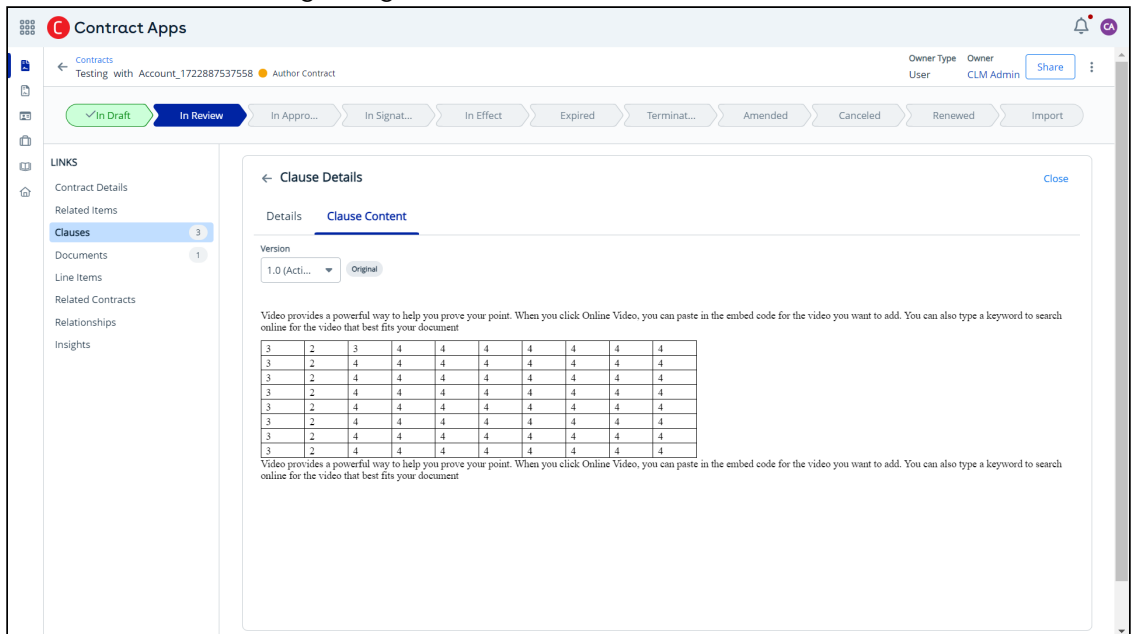 Contract Apps
CA
Contracts
Testing with Account_1722887537558 Author Contract
Owner Type Owner
User CLM Admin
Share
In Draft In Review In Appro... In Signat... In Effect Expired Terminat... Amended Canceled Renewed Import
LINKS
Contract Details
Related Items
Clauses 3
Documents 1
Line Items
Related Contracts
Relationships
Insights
Clause Details
Close
Details Clause Content
Version
1.0 (Acti... Original
Video provides a powerful way to help you prove your point. When you click Online Video, you can paste in the embed code for the video you want to add. You can also type a keyword to search
online for the video that best fits your document
3 2 3 4 4 4 4 4 4 4
3 2 4 4 4 4 4 4 4 4
3 2 4 4 4 4 4 4 4 4
3 2 4 4 4 4 4 4 4 4
3 2 4 4 4 4 4 4 4 4
3 2 4 4 4 4 4 4 4 4
3 2 4 4 4 4 4 4 4 4
3 2 4 4 4 4 4 4 4 4
Video provides a powerful way to help you prove your point. When you click Online Video, you can paste in the embed code for the video you want to add. You can also type a keyword to search
online for the video that best fits your document